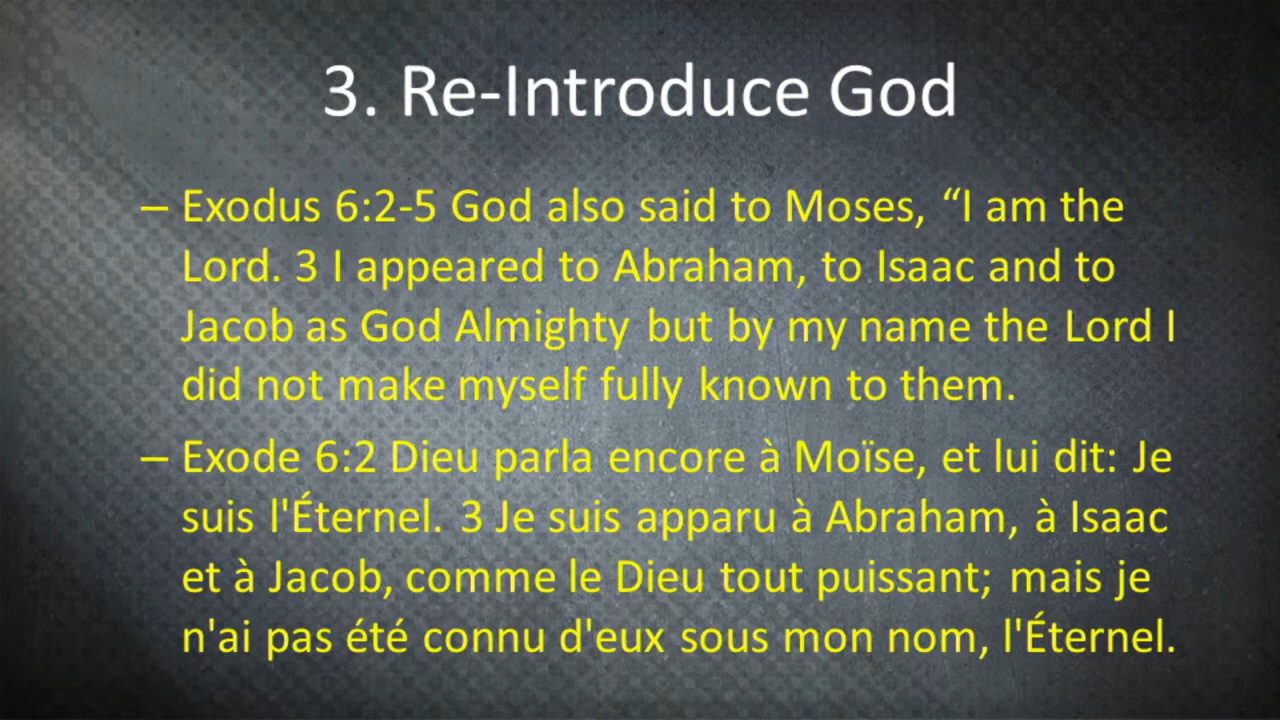 3. Re-Introduce God
– Exodus 6:2-5 God also said to Moses, “I am the
Lord. 3 I appeared to Abraham, to Isaac and to
Jacob as God Almighty but by my name the Lord I
did not make myself fully known to them.
– Exode 6:2 Dieu parla encore à Moïse, et lui dit: Je
suis l'Éternel. 3 Je suis apparu à Abraham, à Isaac
et à Jacob, comme le Dieu tout puissant; mais je
n'ai pas été connu d'eux sous mon nom, l'Éternel.